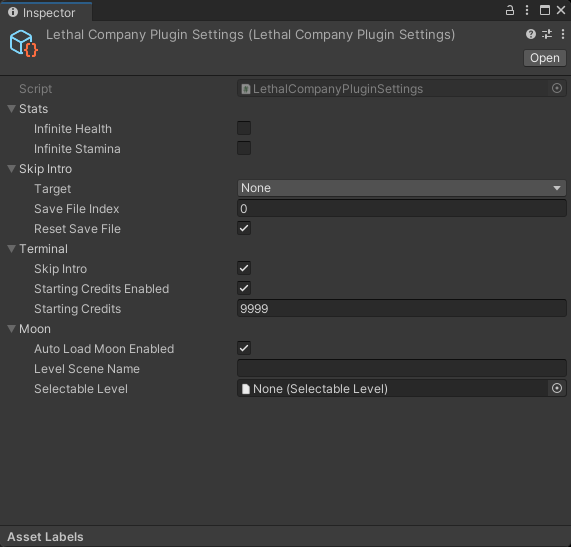 Inspector
Lethal Company Plugin Settings (Lethal Company Plugin Settings)
Open
Script LethalCompanyPluginSettings
Stats
Infinite Health
Infinite Stamina
Skip Intro
Target None
Save File Index 0
Reset Save File
Terminal
Skip Intro
Starting Credits Enabled
Starting Credits 9999
Moon
Auto Load Moon Enabled
Level Scene Name
Selectable Level None (Selectable Level)
Asset Labels